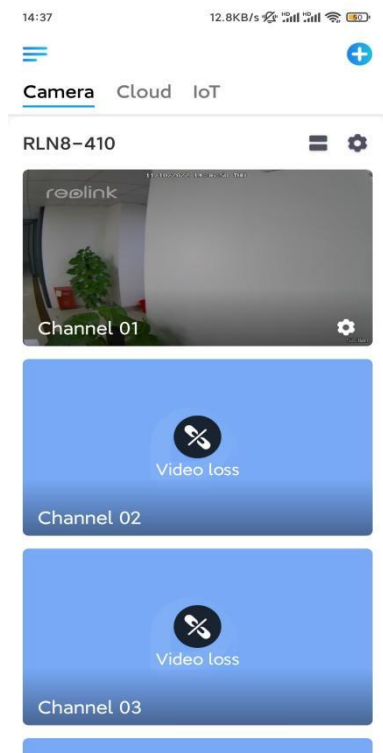 14:37
12.8KB/s
50
Camera Cloud IoT
RLN8-410
reolink
Channel 01
Video loss
Channel 02
Video loss
Channel 03